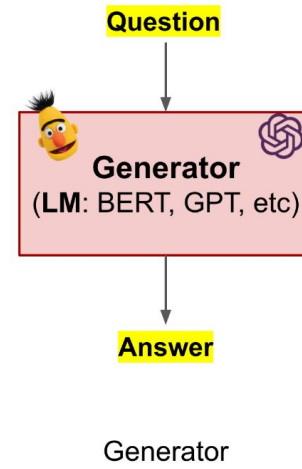 Question
Generator
(LM: BERT, GPT, etc)
Answer
Generator